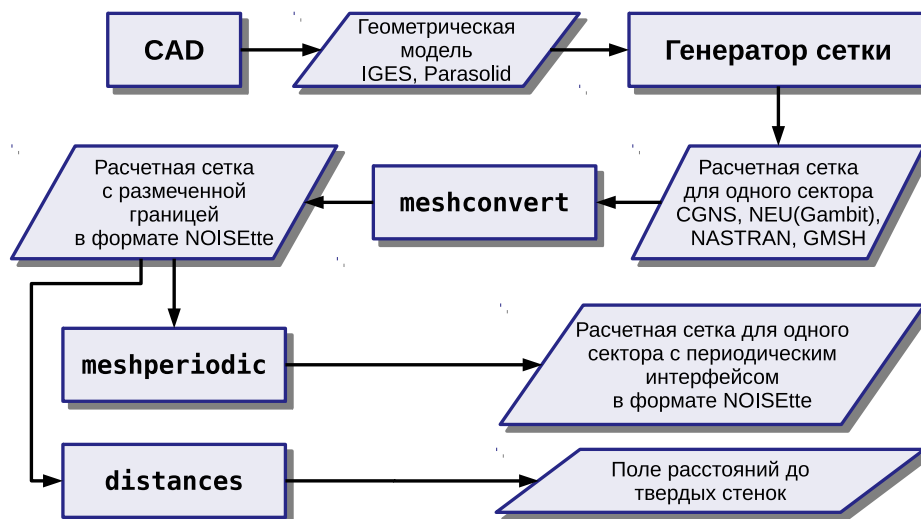 CAD
Геометрическая
модель
IGES, Parasolid
Генератор сетки
Расчетная сетка
с размеченной
границей
в формате NOISEtte
meshconvert
Расчетная сетка
для одного сектора
CGNS, NEU(Gambit),
NASTRAN, GMSH
meshperiodic
Расчетная сетка для одного
сектора с периодическим
интерфейсом
в формате NOISEtte
distances
Поле расстояний до
твердых стенок